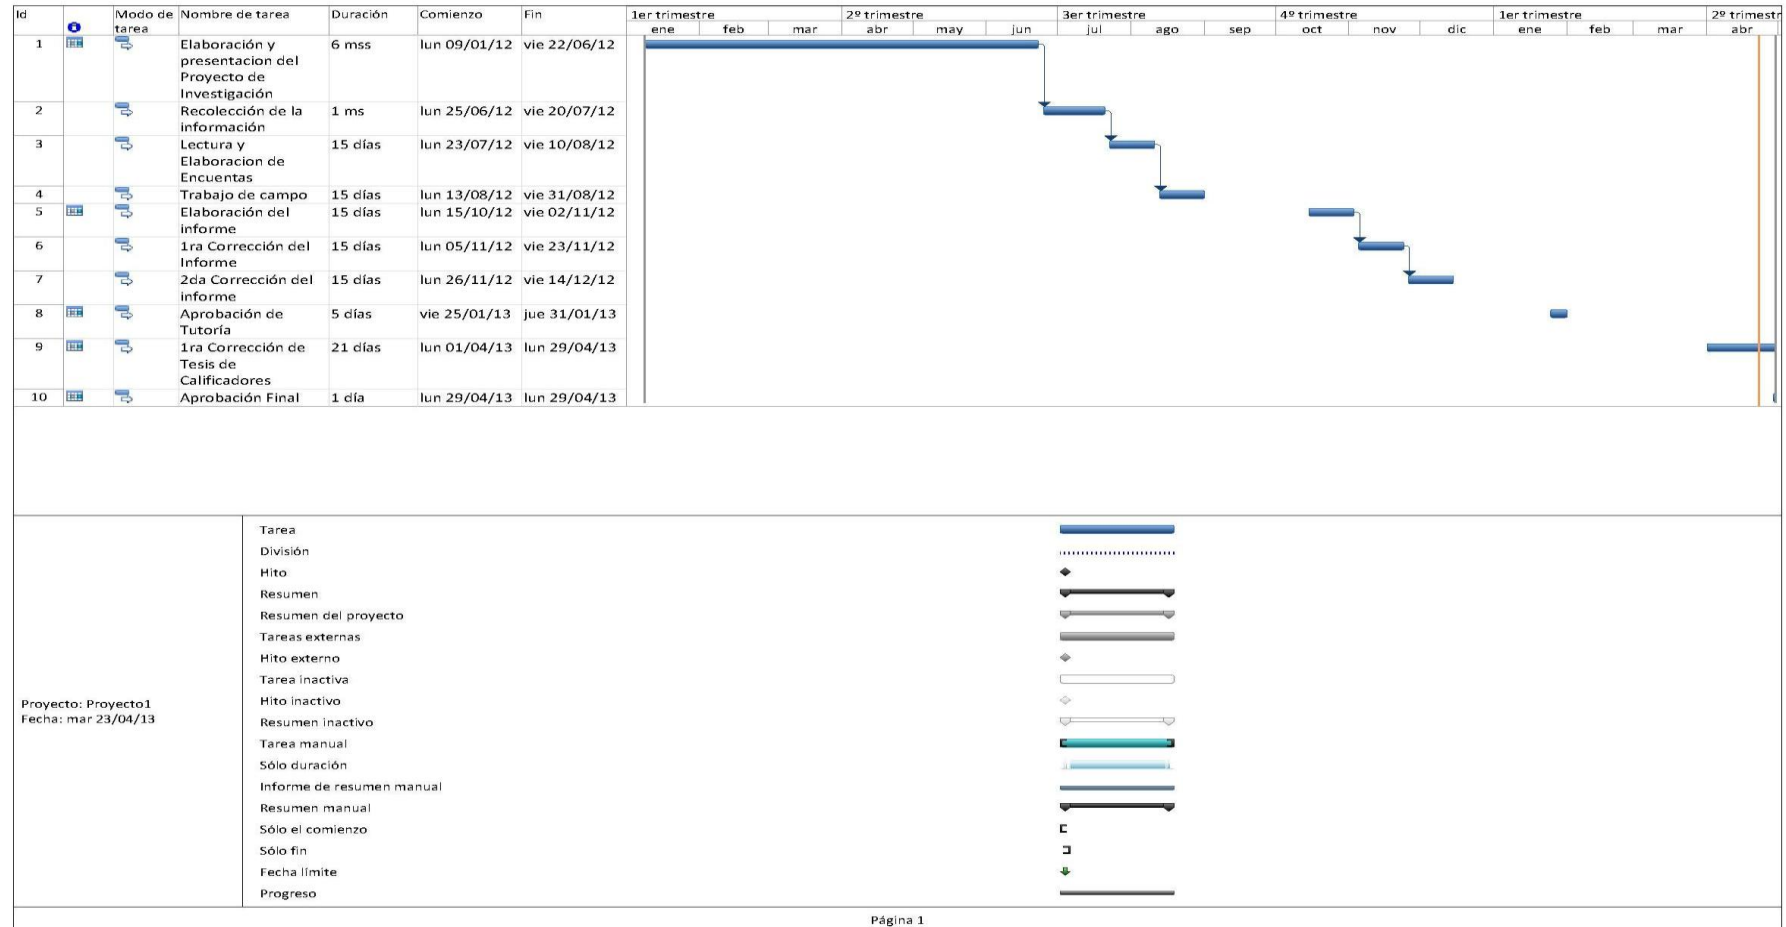 Id Modo de Nombre de tarea Duración Comienzo Fin 1er trimestre 2º trimestre 3er trimestre 4º trimestre 1er trimestre 2º trimestr
tarea ene feb mar abr may jun jul ago sep oct nov dic ene feb mar abr
1 Elaboración y 6 mss lun 09/01/12 vie 22/06/12
presentacion del
Proyecto de
Investigación
2 Recolección de la 1 ms lun 25/06/12 vie 20/07/12
información
3 Lectura y 15 días lun 23/07/12 vie 10/08/12
Elaboracion de
Encuentas
4 Trabajo de campo 15 días lun 13/08/12 vie 31/08/12
5 Elaboración del 15 días lun 15/10/12 vie 02/11/12
informe
6 1ra Corrección del 15 días lun 05/11/12 vie 23/11/12
Informe
7 2da Corrección del 15 días lun 26/11/12 vie 14/12/12
informe
8 Aprobación de 5 días vie 25/01/13 jue 31/01/13
Tutoría
9 1ra Corrección de 21 días lun 01/04/13 lun 29/04/13
Tesis de
Calificadores
10 Aprobación Final 1 día lun 29/04/13 lun 29/04/13
Proyecto: Proyecto1
Fecha: mar 23/04/13
Tarea
División
Hito
Resumen
Resumen del proyecto
Tareas externas
Hito externo
Tarea inactiva
Hito inactivo
Resumen inactivo
Tarea manual
Sólo duración
Informe de resumen manual
Resumen manual
Sólo el comienzo
Sólo fin
Fecha límite
Progreso
Página 1